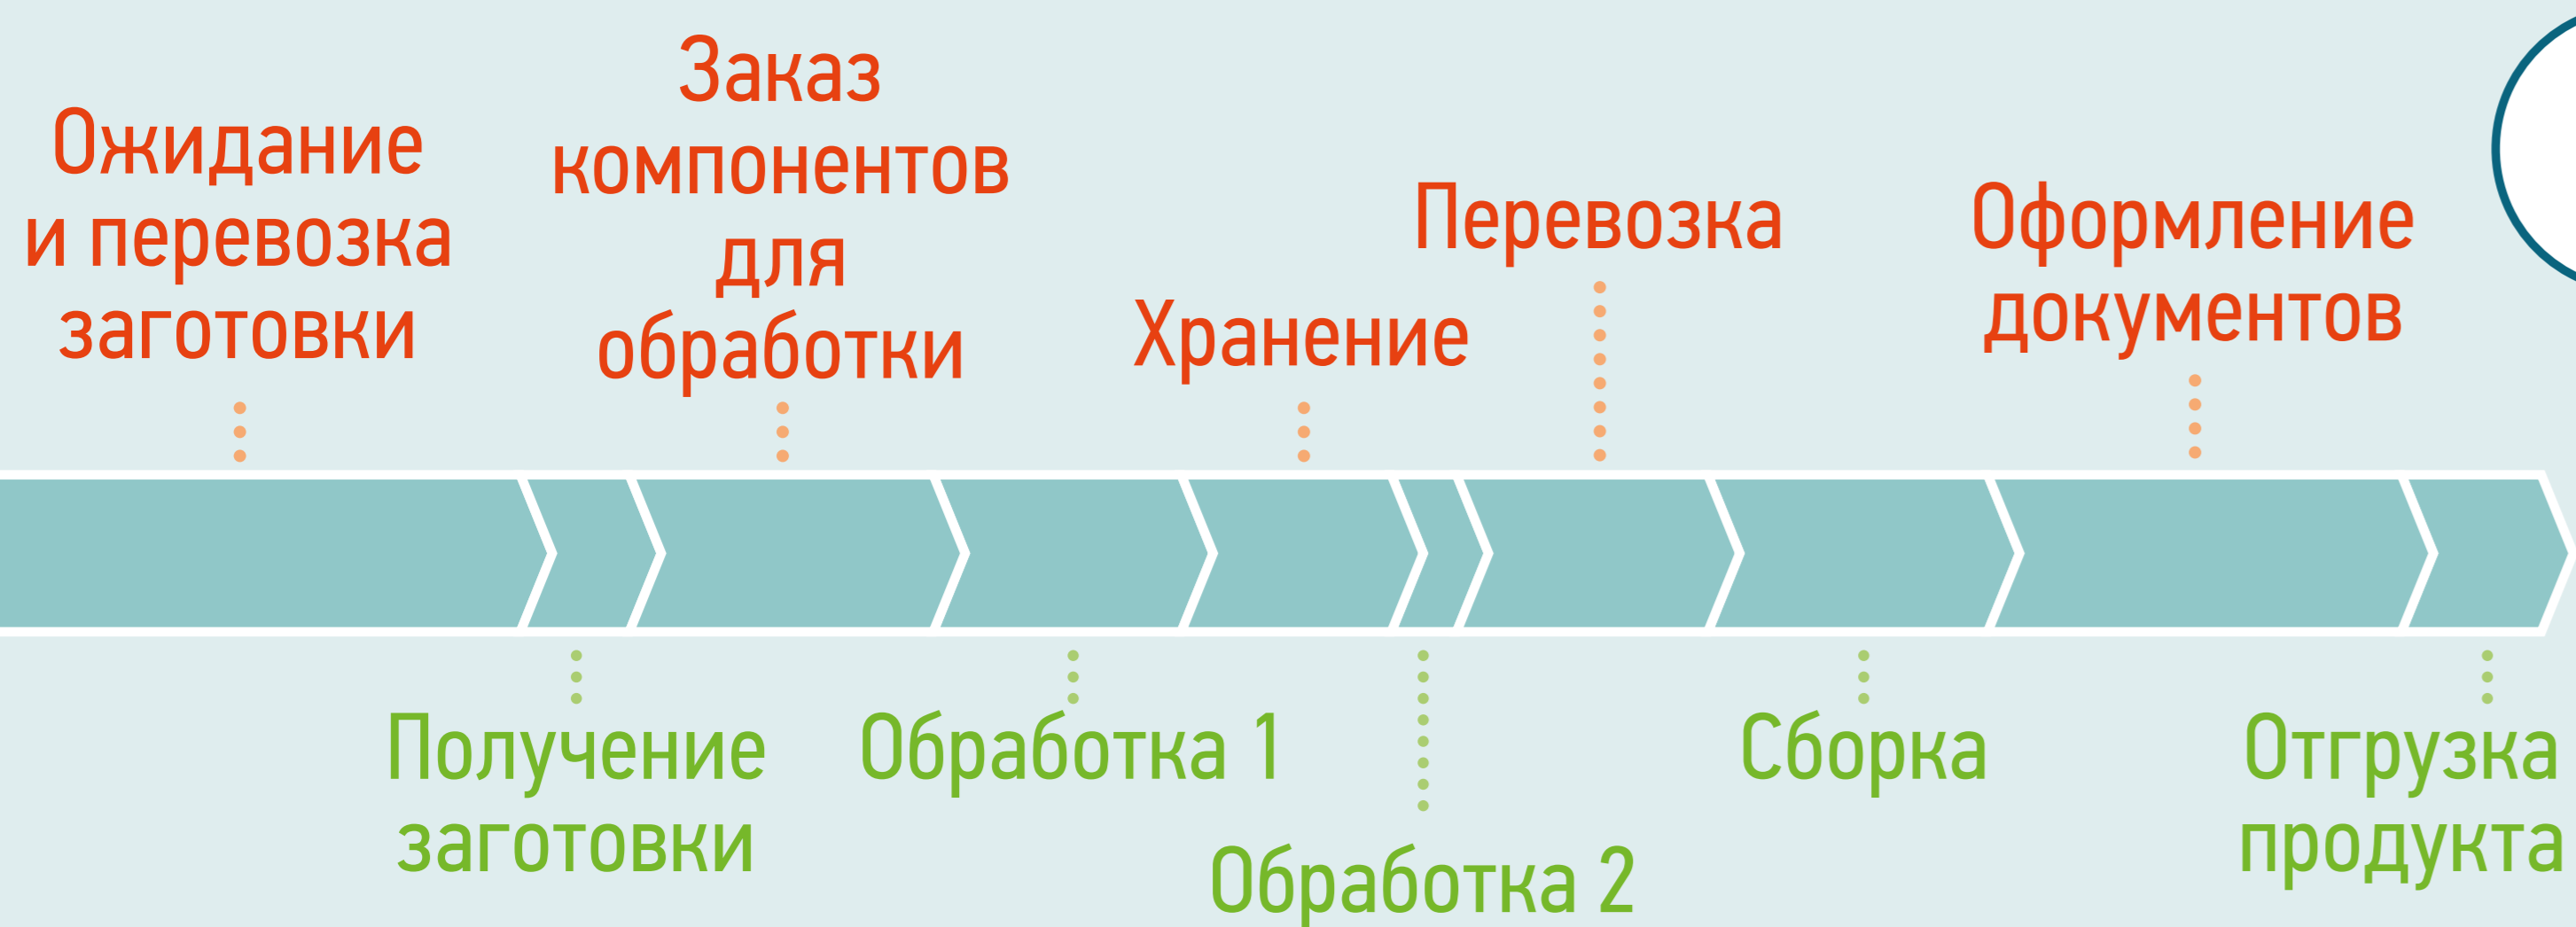 Ожидание
и перевозка
заготовки
Заказ
компонентов
для
обработки
Хранение
Перевозка
Оформление
документов
Получение
заготовки
Обработка 1
Обработка 2
Сборка
Отгрузка
продукта